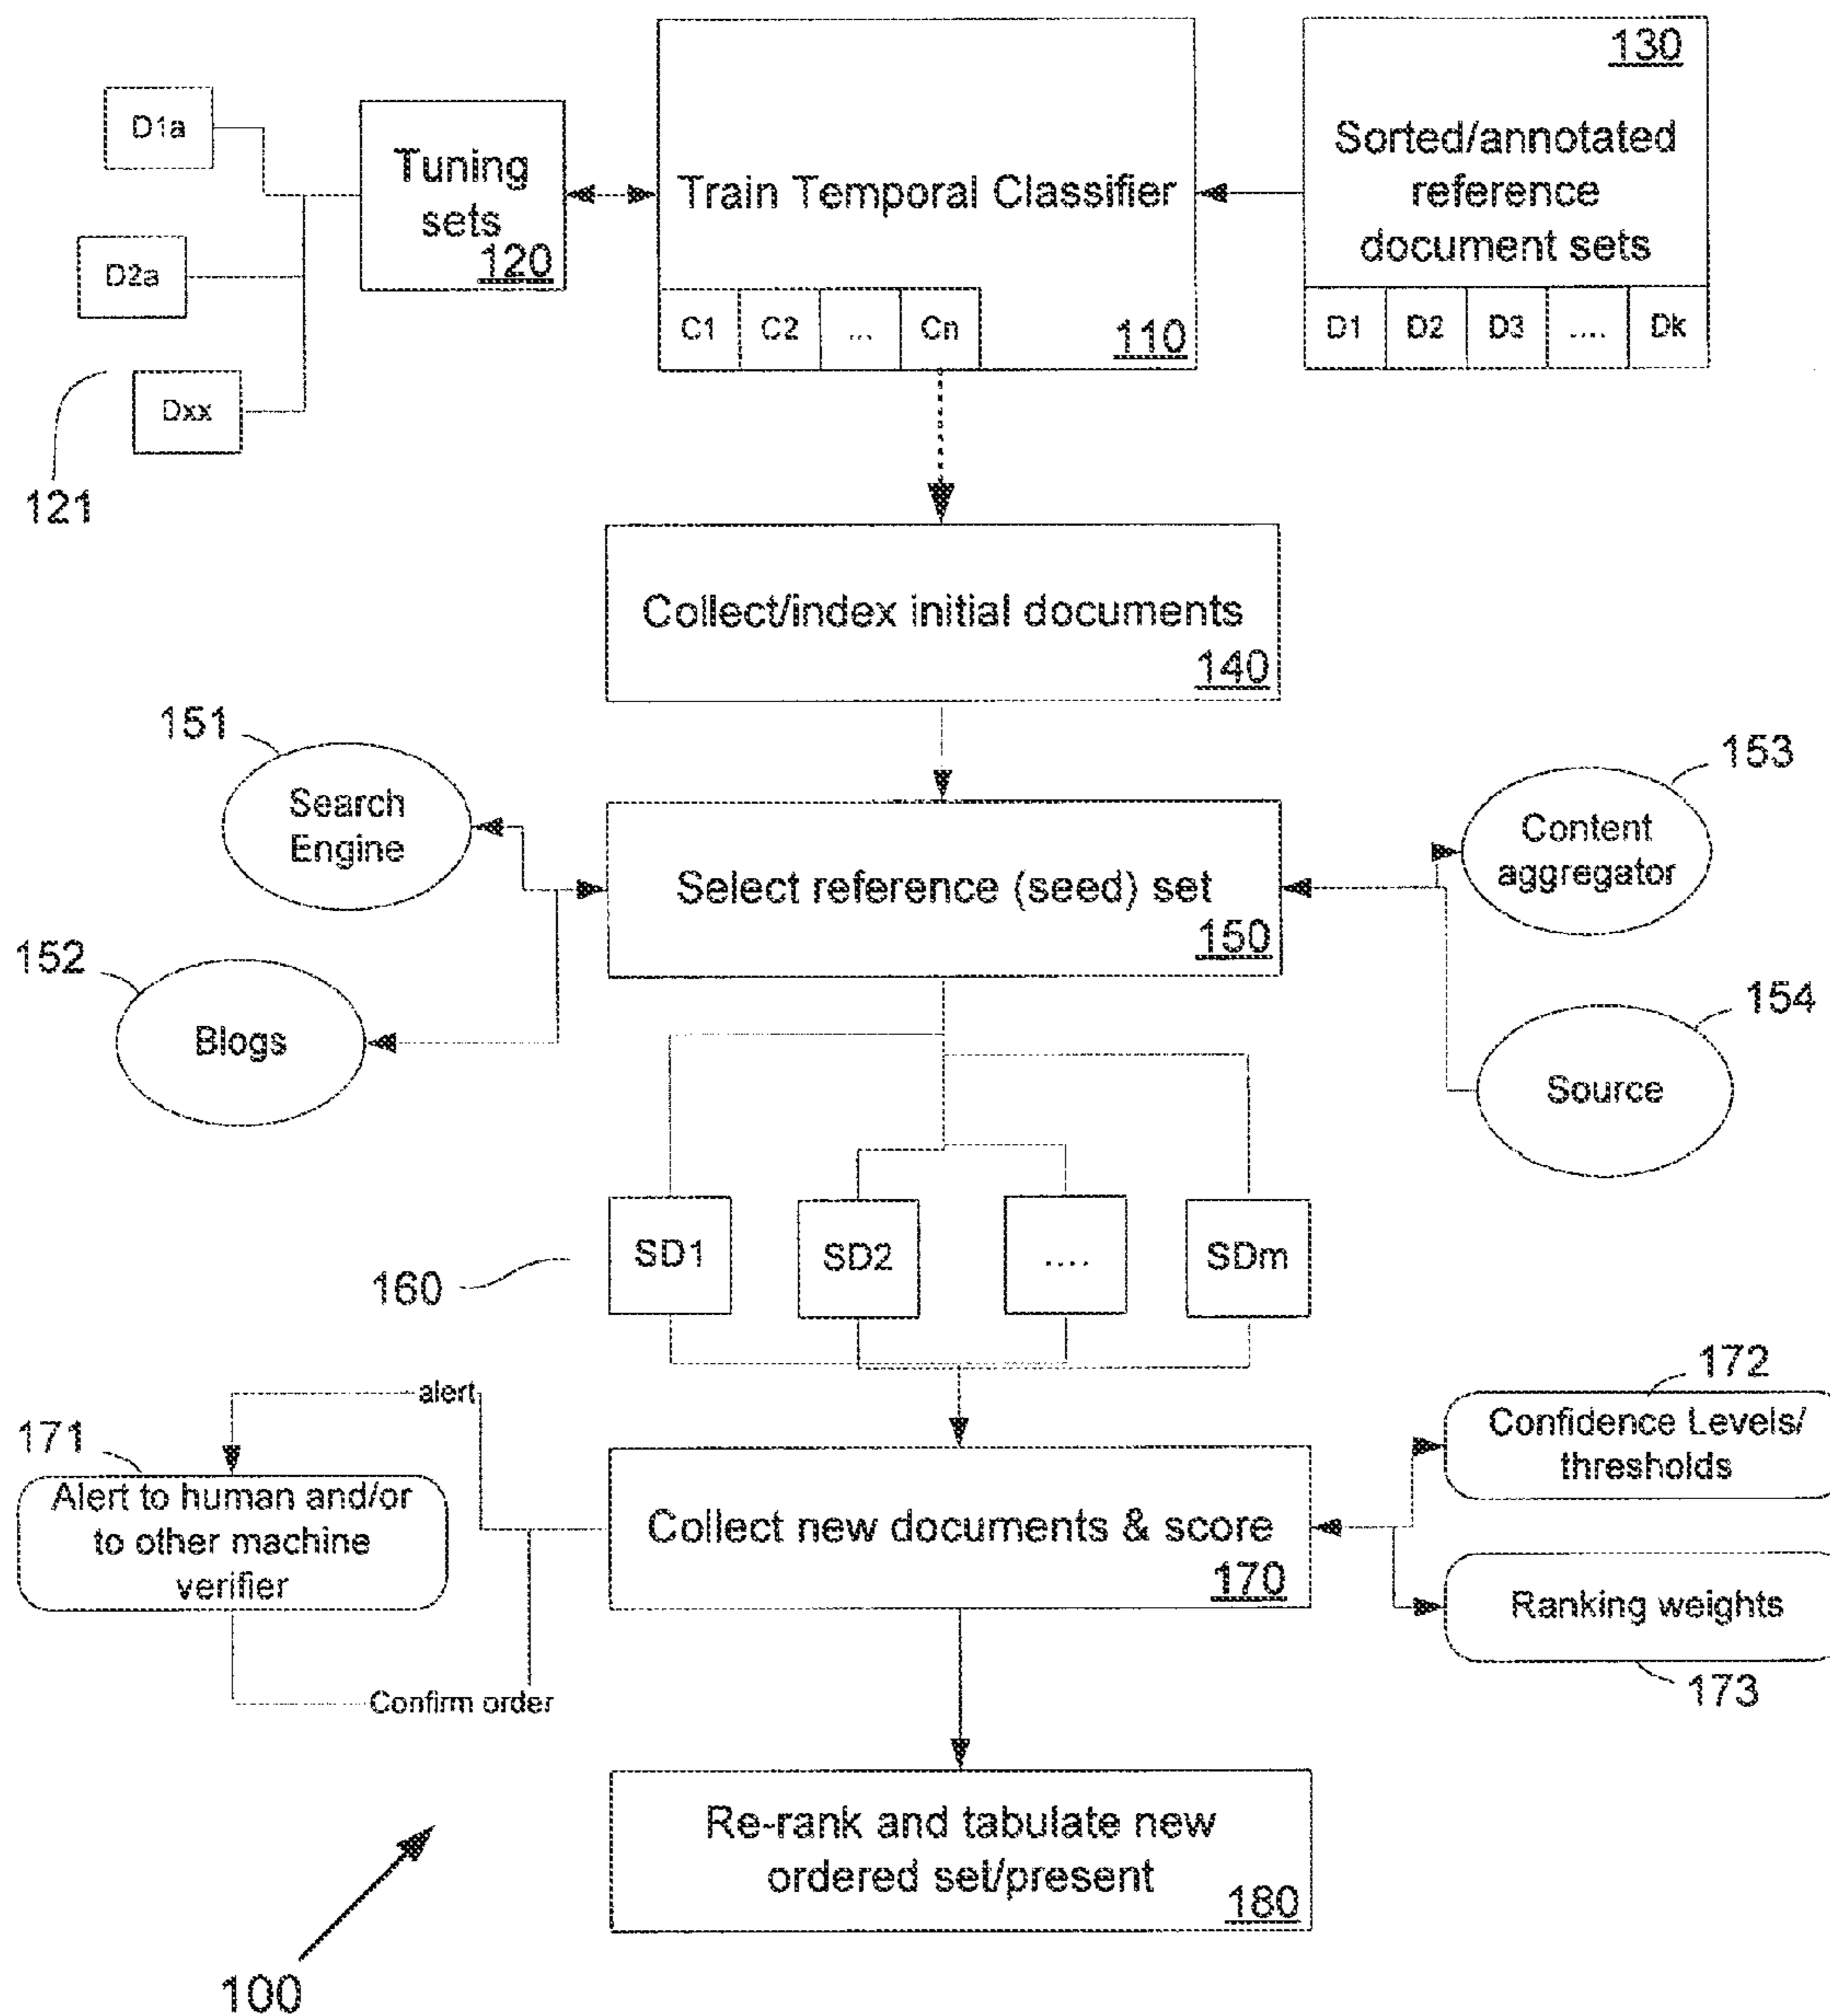 130
D1a
Tuning
sets
120
Train Temporal Classifier
Sorted/annotated
reference
document sets
D2a
C1
C2
...
Cn
110
D1
D2
D3
....
Dk
Dxx
121
Collect/index initial documents
140
151
Search
Engine
153
Content
aggregator
Select reference (seed) set
150
152
Blogs
154
Source
160
SD1
SD2
....
SDm
alert
172
Confidence Levels/
thresholds
171
Alert to human and/or
to other machine
verifier
Collect new documents & score
170
Ranking weights
173
Confirm order
Re-rank and tabulate new
ordered set/present
180
100